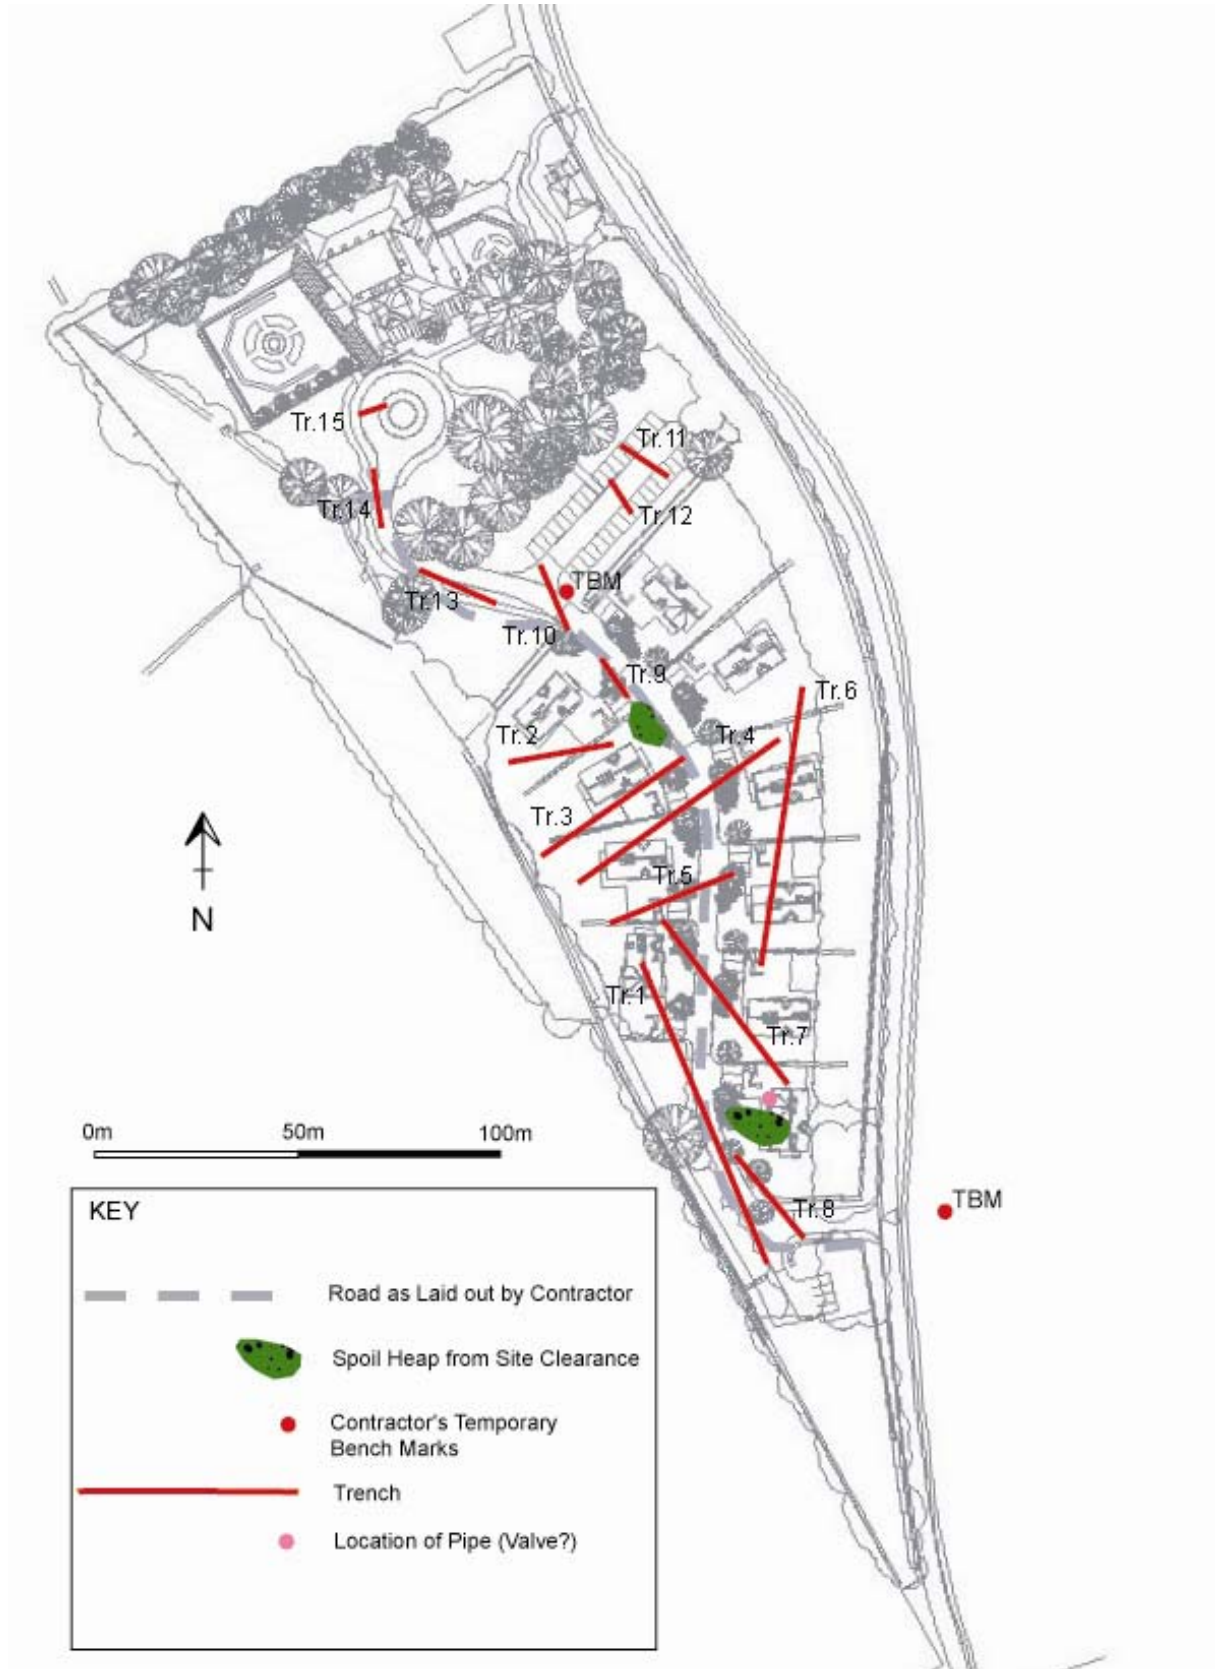 Tr.15
Tr.11
Tr.14
Tr.12
TBM
Tr.13
Tr.10
Tr.9
Tr.6
Tr.2
Tr.4
Tr.3
Tr.5
N
Tr.1
Tr.7
0m 50m 100m
TBM
Tr.8
KEY
Road as Laid out by Contractor
Spoil Heap from Site Clearance
Contractor's Temporary
Bench Marks
Trench
Location of Pipe (Valve?)